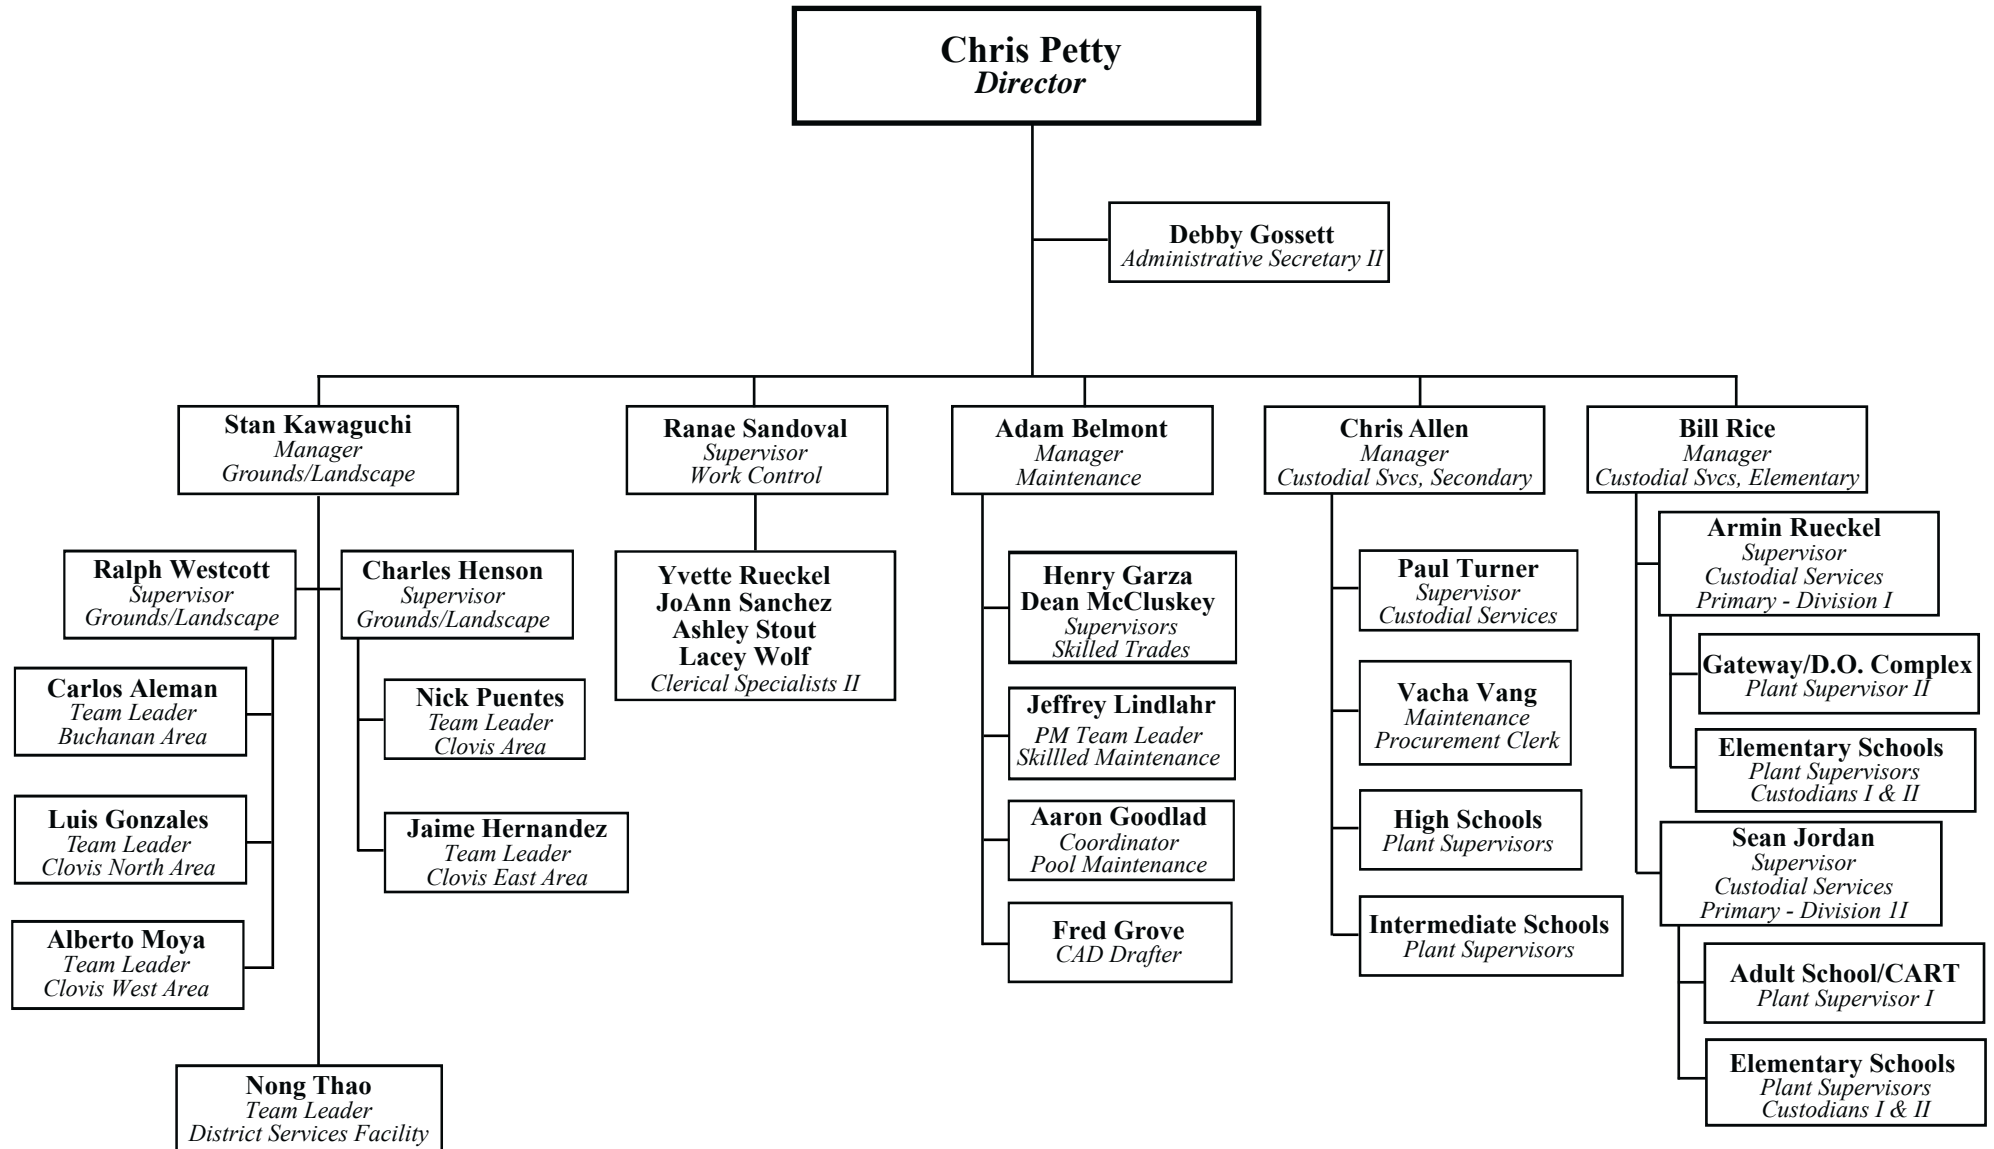 Chris Petty
Director
Debby Gossett
Administrative Secretary II
Stan Kawaguchi
Manager
Grounds/Landscape
Ranae Sandoval
Supervisor
Work Control
Adam Belmont
Manager
Maintenance
Chris Allen
Manager
Custodial Svcs, Secondary
Bill Rice
Manager
Custodial Svcs, Elementary
Ralph Westcott
Supervisor
Grounds/Landscape
Carlos Aleman
Team Leader
Buchanan Area
Luis Gonzales
Team Leader
Clovis North Area
Alberto Moya
Team Leader
Clovis West Area
Charles Henson
Supervisor
Grounds/Landscape
Nick Puentes
Team Leader
Clovis Area
Jaime Hernandez
Team Leader
Clovis East Area
Nong Thao
Team Leader
District Services Facility
Yvette Rueckel
JoAnn Sanchez
Ashley Stout
Lacey Wolf
Clerical Specialists II
Henry Garza
Dean McCluskey
Supervisors
Skilled Trades
Jeffrey Lindlahr
PM Team Leader
Skillled Maintenance
Aaron Goodlad
Coordinator
Pool Maintenance
Fred Grove
CAD Drafter
Paul Turner
Supervisor
Custodial Services
Vacha Vang
Maintenance
Procurement Clerk
High Schools
Plant Supervisors
Intermediate Schools
Plant Supervisors
Armin Rueckel
Supervisor
Custodial Services
Primary - Division I
Gateway/D.O. Complex
Plant Supervisor II
Elementary Schools
Plant Supervisors
Custodians I & II
Sean Jordan
Supervisor
Custodial Services
Primary - Division 1I
Adult School/CART
Plant Supervisor I
Elementary Schools
Plant Supervisors
Custodians I & II